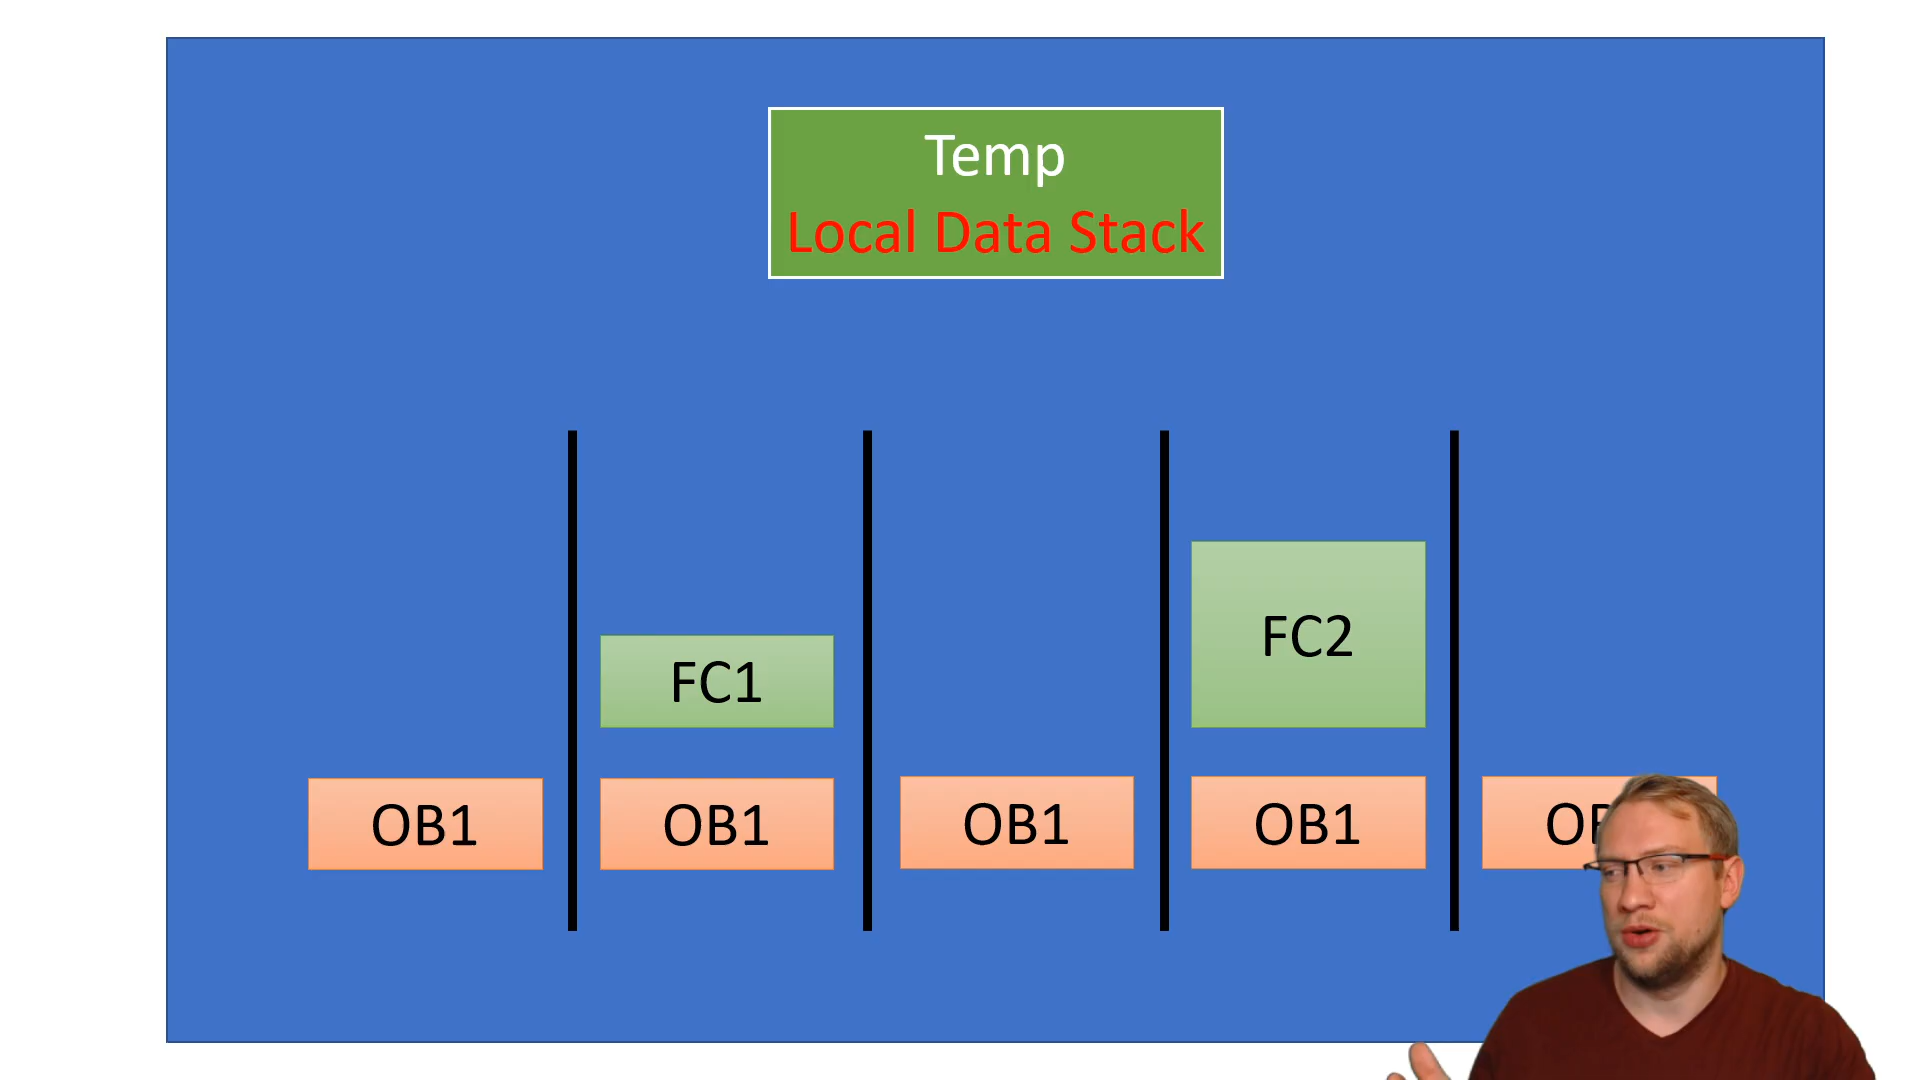 Temp
Local Data Stack
FC2
FC1
OB1
OB1
OB1
OB1